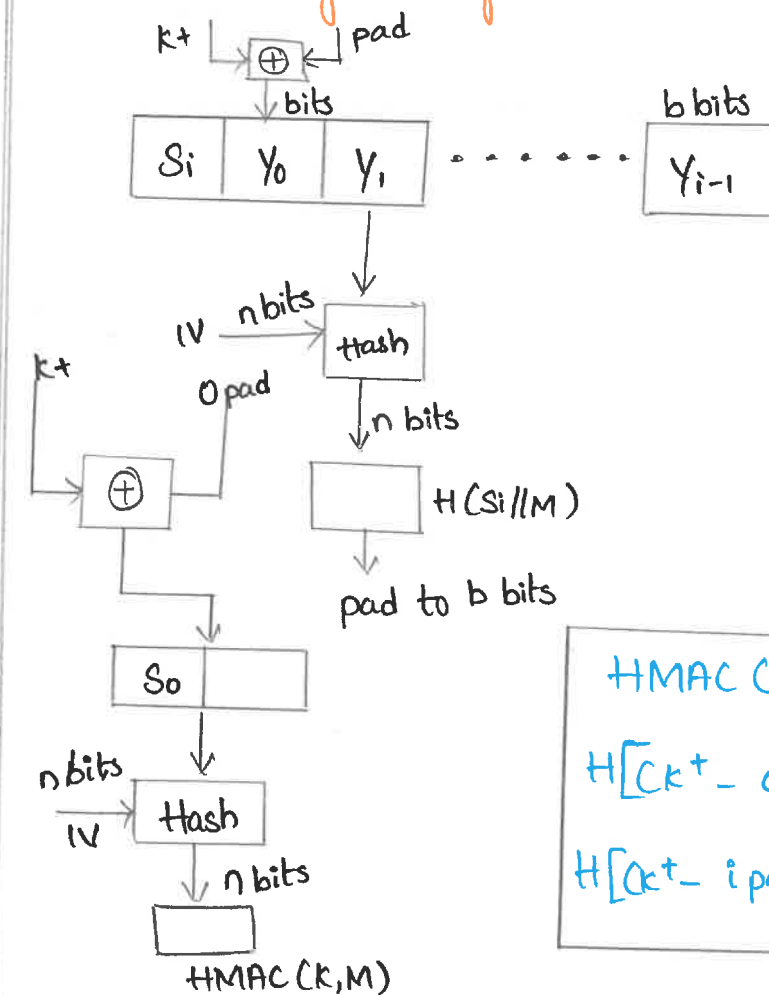 k+ pad
⊕
bits
b bits
Si Y0 Y1 . . . . . . . Yi-1
IV n bits
Hash
k+
0 pad
n bits
⊕
H(Si//M)
pad to b bits
So
HMAC (
H[(k+ -
n bits
IV
Hash
H[(k+ - i p
n bits
HMAC (K,M)